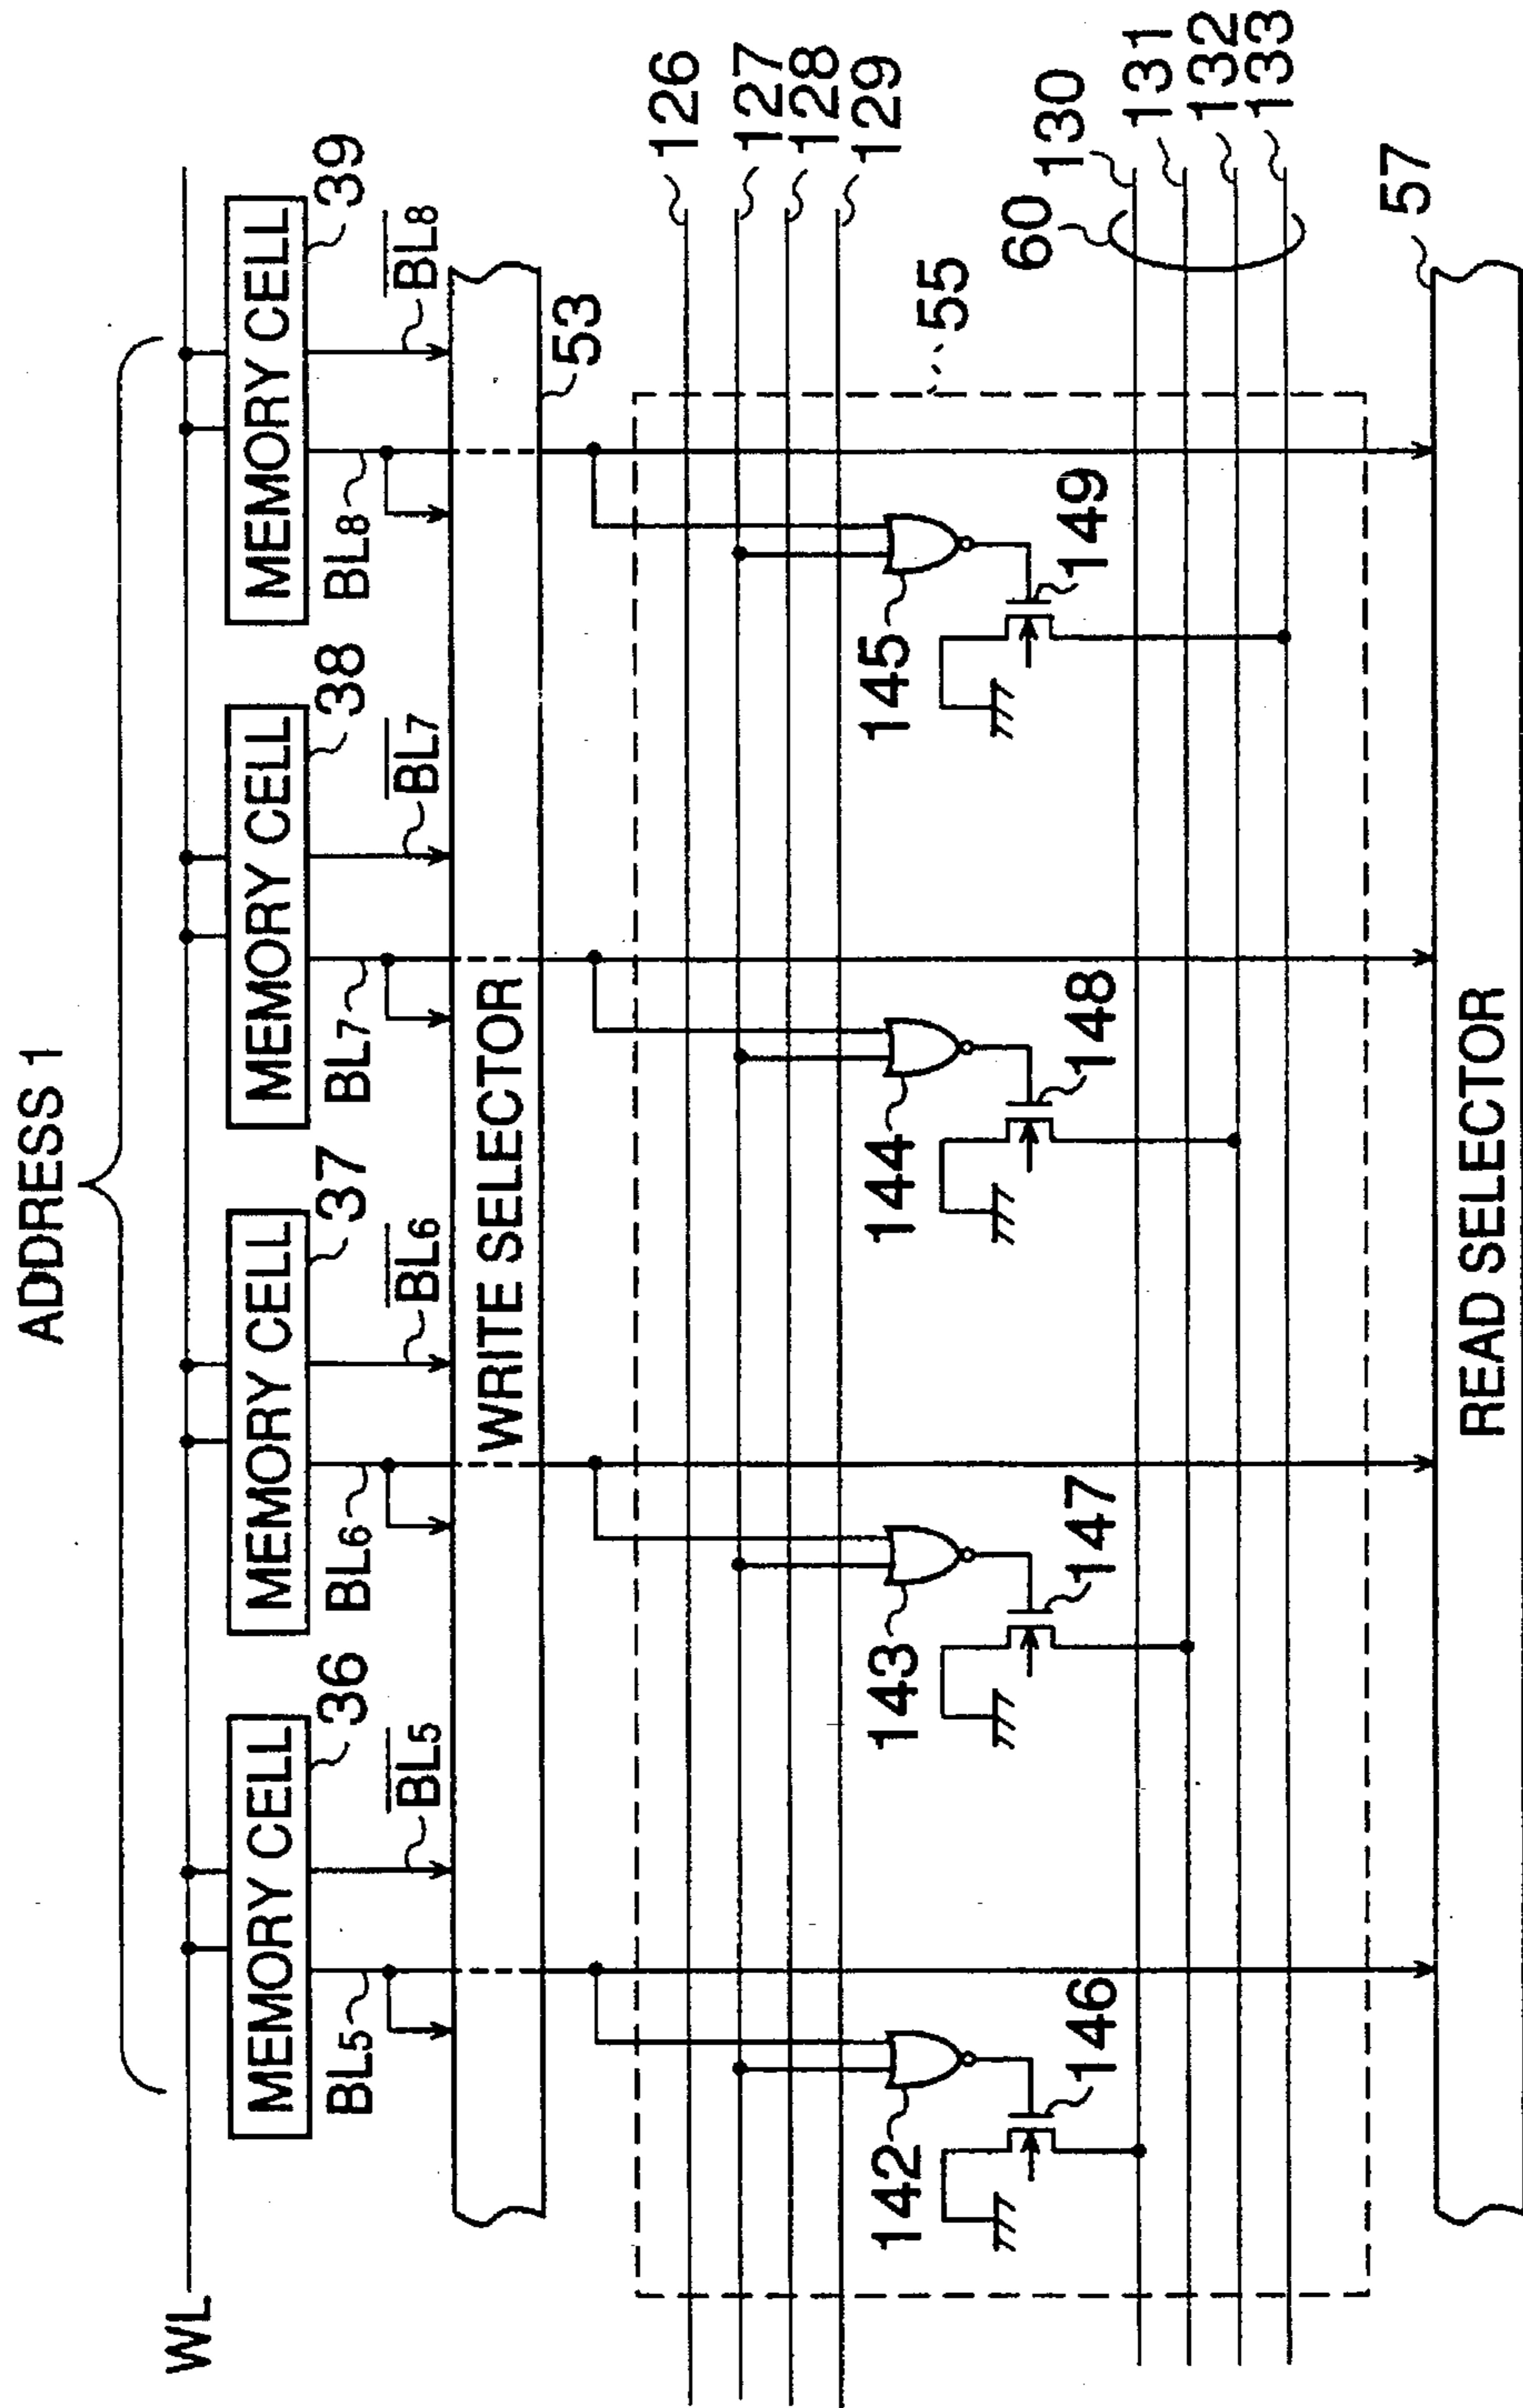 ADDRESS 1
WL
MEMORY CELL
36
MEMORY CELL
37
MEMORY CELL
38
MEMORY CELL
39
BL5
BL5
BL6
BL6
BL7
BL7
BL8
BL8
WRITE SELECTOR
53
126
127
128
129
55
142
143
144
145
146
147
148
149
60
130
131
132
133
READ SELECTOR
57